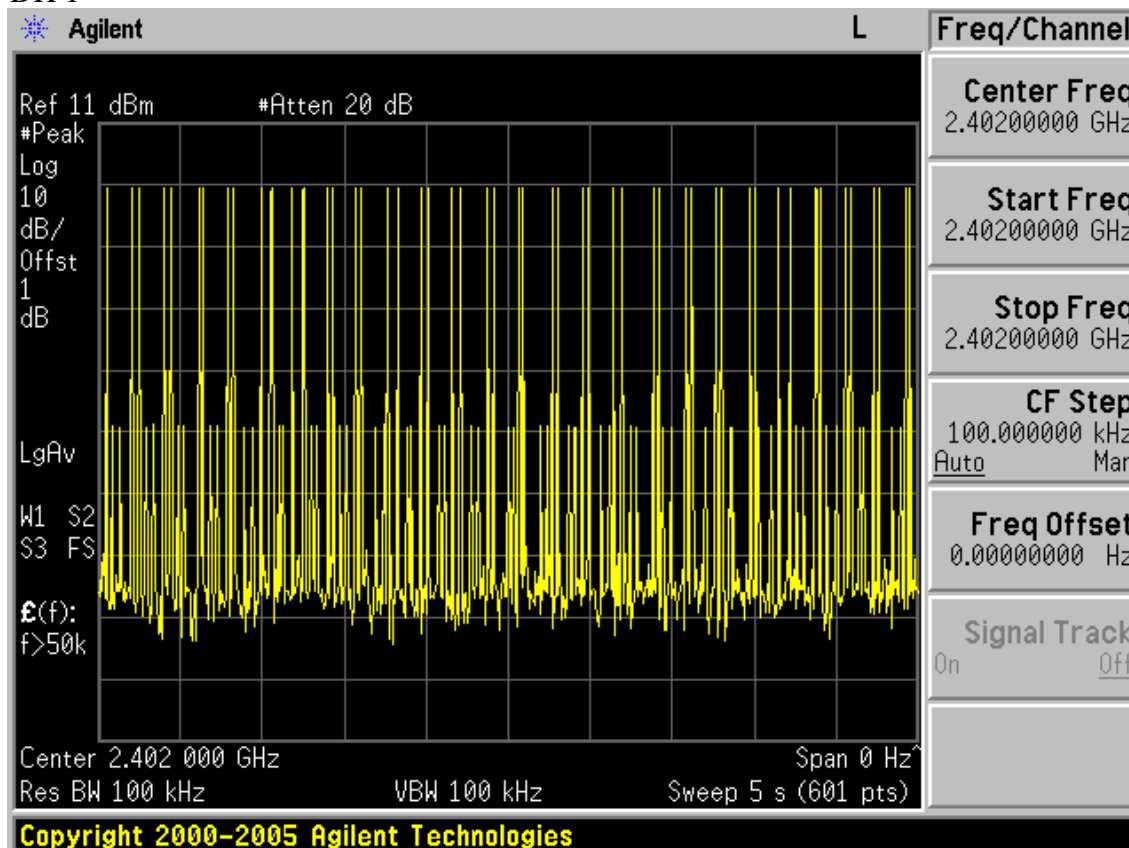 Agilent L Freq/Channel
Ref 11 dBm #Atten 20 dB
#Peak
Log
10
dB/
Offst
1
dB
LgAv
W1 S2
S3 FS
£(f):
f>50k
Center 2.402 000 GHz Span 0 Hz^
Res BW 100 kHz VBW 100 kHz Sweep 5 s (601 pts)
Copyright 2000-2005 Agilent Technologies
Center Freq
2.40200000 GHz
Start Freq
2.40200000 GHz
Stop Freq
2.40200000 GHz
CF Step
100.000000 kHz
Auto Man
Freq Offset
0.00000000 Hz
Signal Track
On Off